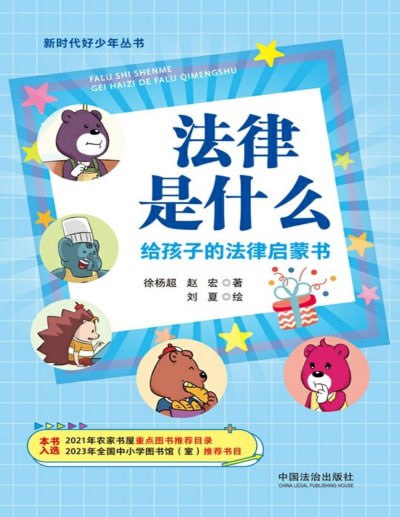 新时代好少年丛书
FALU SHI SHENME
GEI HAIZI DE FALU QIMENGSHU
法律
是什么
给孩子的法律启蒙书
徐杨超 赵 宏 著
刘 夏 绘
本书
入选
2021年农家书屋重点图书推荐目录
2023年全国中小学图书馆（室）推荐书目
中国法治出版社
CHINA LEGAL PUBLISHING HOUSE